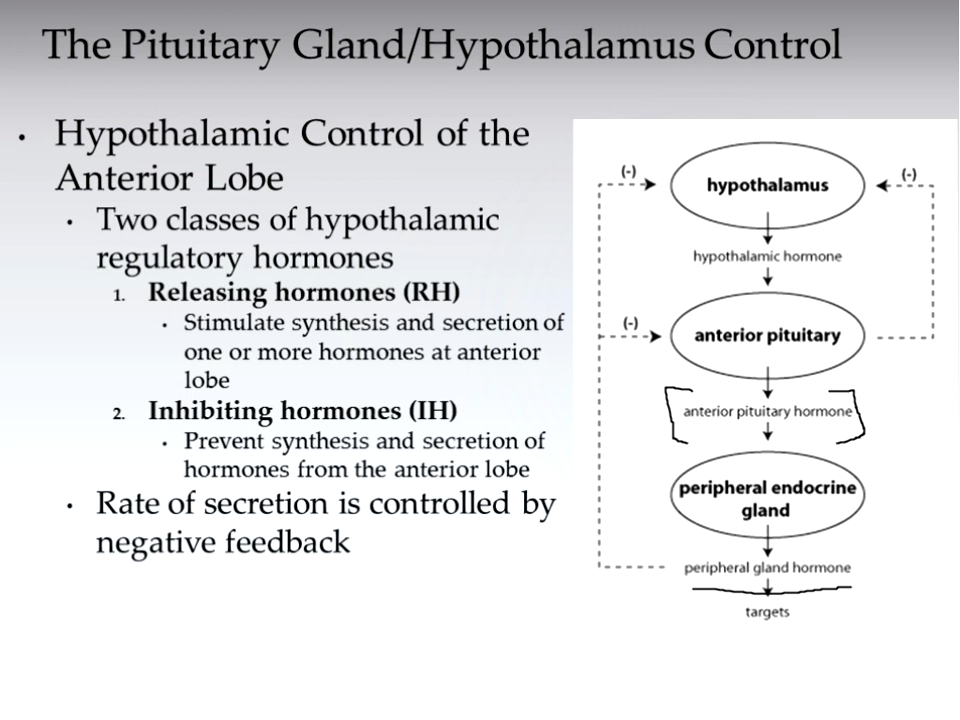 The Pituitary Gland/Hypothalamus Control
• Hypothalamic Control of the
Anterior Lobe
• Two classes of hypothalamic
regulatory hormones
1. Releasing hormones (RH)
• Stimulate synthesis and secretion of
one or more hormones at anterior
lobe
2. Inhibiting hormones (IH)
• Prevent synthesis and secretion of
hormones from the anterior lobe
• Rate of secretion is controlled by
negative feedback
(-)
(-)
hypothalamus
hypothalamic hormone
(-)
anterior pituitary
anterior pituitary hormone
peripheral endocrine
gland
peripheral gland hormone
targets